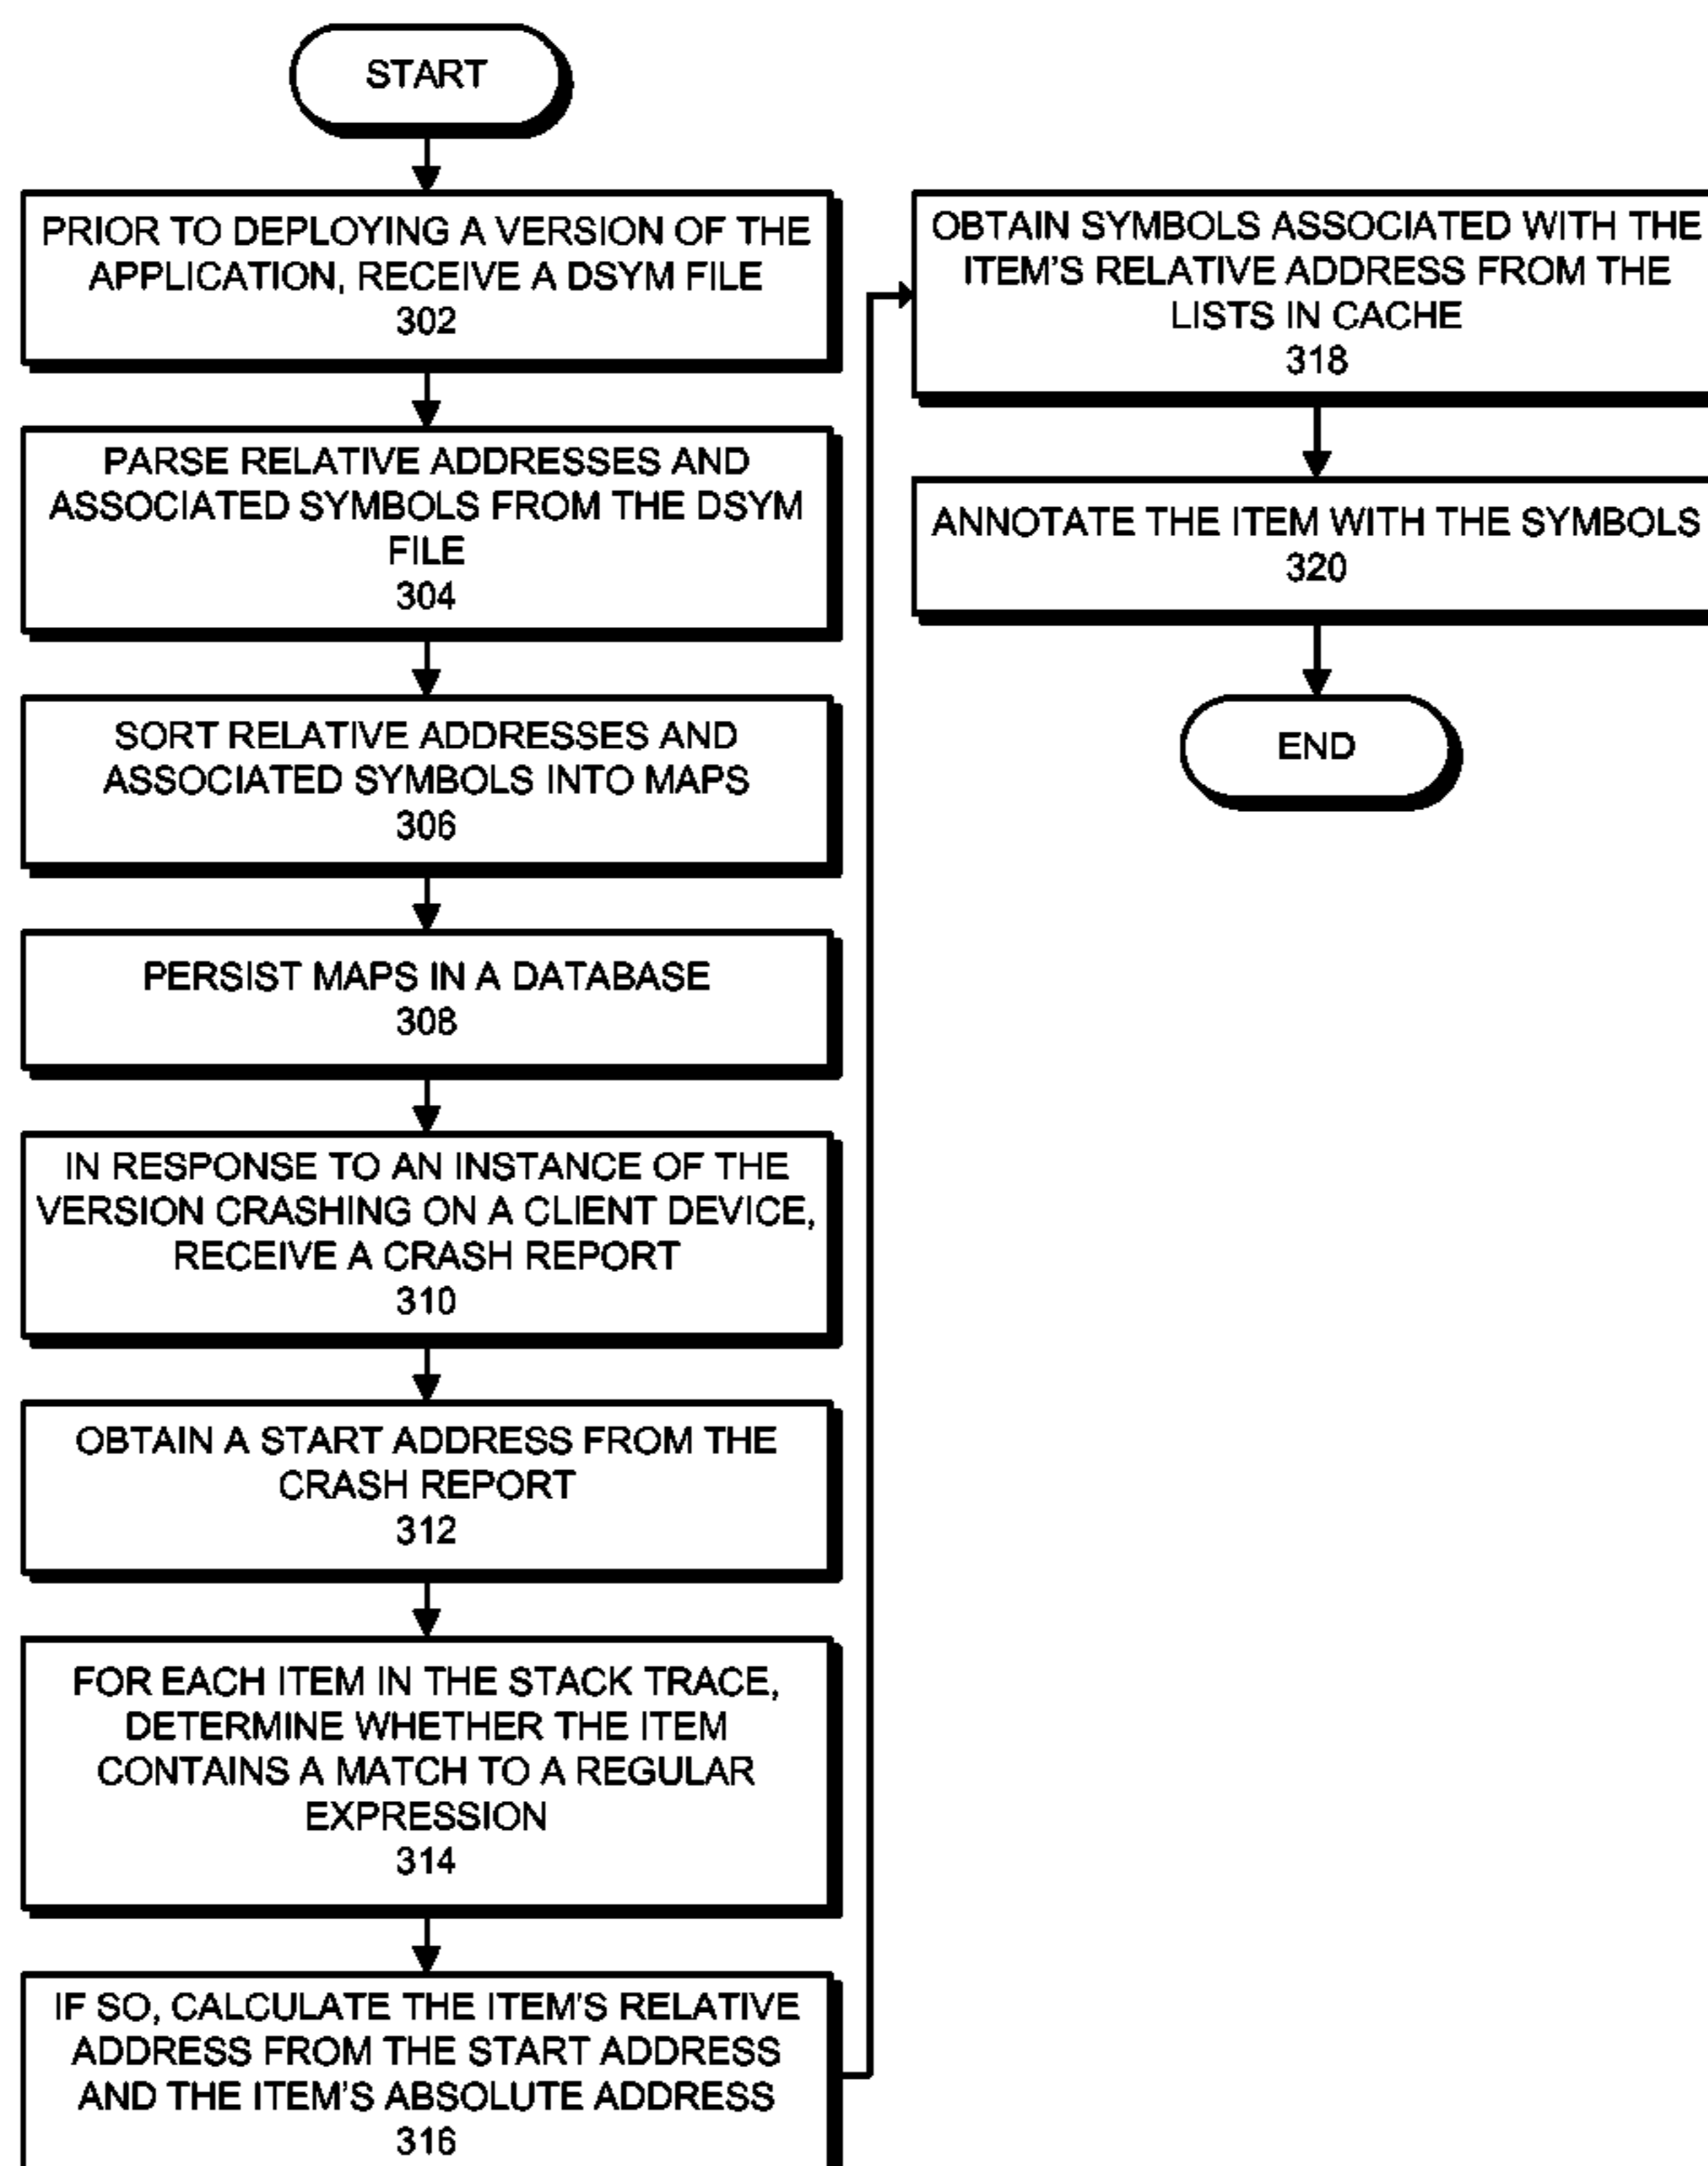 START
PRIOR TO DEPLOYING A VERSION OF THE
APPLICATION, RECEIVE A DSYM FILE
302
PARSE RELATIVE ADDRESSES AND
ASSOCIATED SYMBOLS FROM THE DSYM
FILE
304
SORT RELATIVE ADDRESSES AND
ASSOCIATED SYMBOLS INTO MAPS
306
PERSIST MAPS IN A DATABASE
308
IN RESPONSE TO AN INSTANCE OF THE
VERSION CRASHING ON A CLIENT DEVICE,
RECEIVE A CRASH REPORT
310
OBTAIN A START ADDRESS FROM THE
CRASH REPORT
312
FOR EACH ITEM IN THE STACK TRACE,
DETERMINE WHETHER THE ITEM
CONTAINS A MATCH TO A REGULAR
EXPRESSION
314
IF SO, CALCULATE THE ITEM'S RELATIVE
ADDRESS FROM THE START ADDRESS
AND THE ITEM'S ABSOLUTE ADDRESS
316
OBTAIN SYMBOLS ASSOCIATED WITH THE
ITEM'S RELATIVE ADDRESS FROM THE
LISTS IN CACHE
318
ANNOTATE THE ITEM WITH THE SYMBOLS
320
END